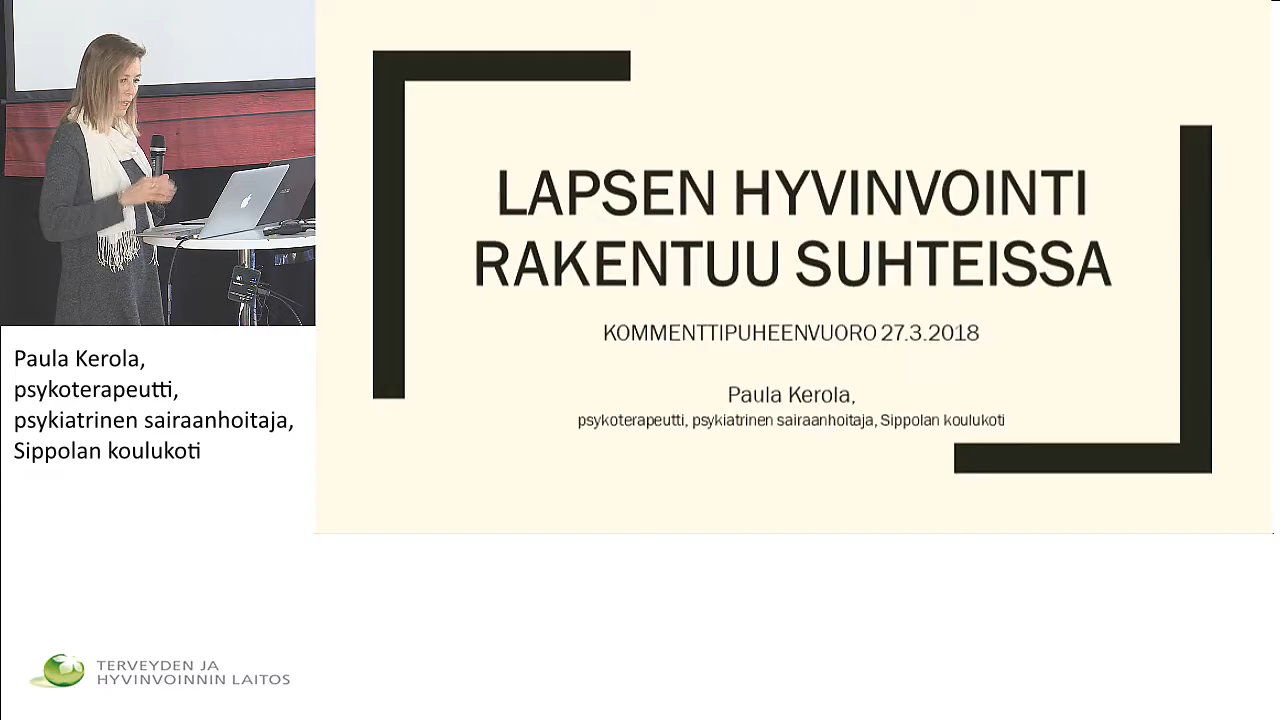 Paula Kerola,
psykoterapeutti,
psykiatrinen sairaanhoitaja,
Sippolan koulukoti
LAPSEN HYVINVOINTI
RAKENTUU SUHTEISSA
KOMMENTTIPUHEENVUORO 27.3.2018
Paula Kerola,
psykoterapeutti, psykiatrinen sairaanhoitaja, Sippolan koulukoti
TERVEYDEN JA
HYVINVOINNIN LAITOS